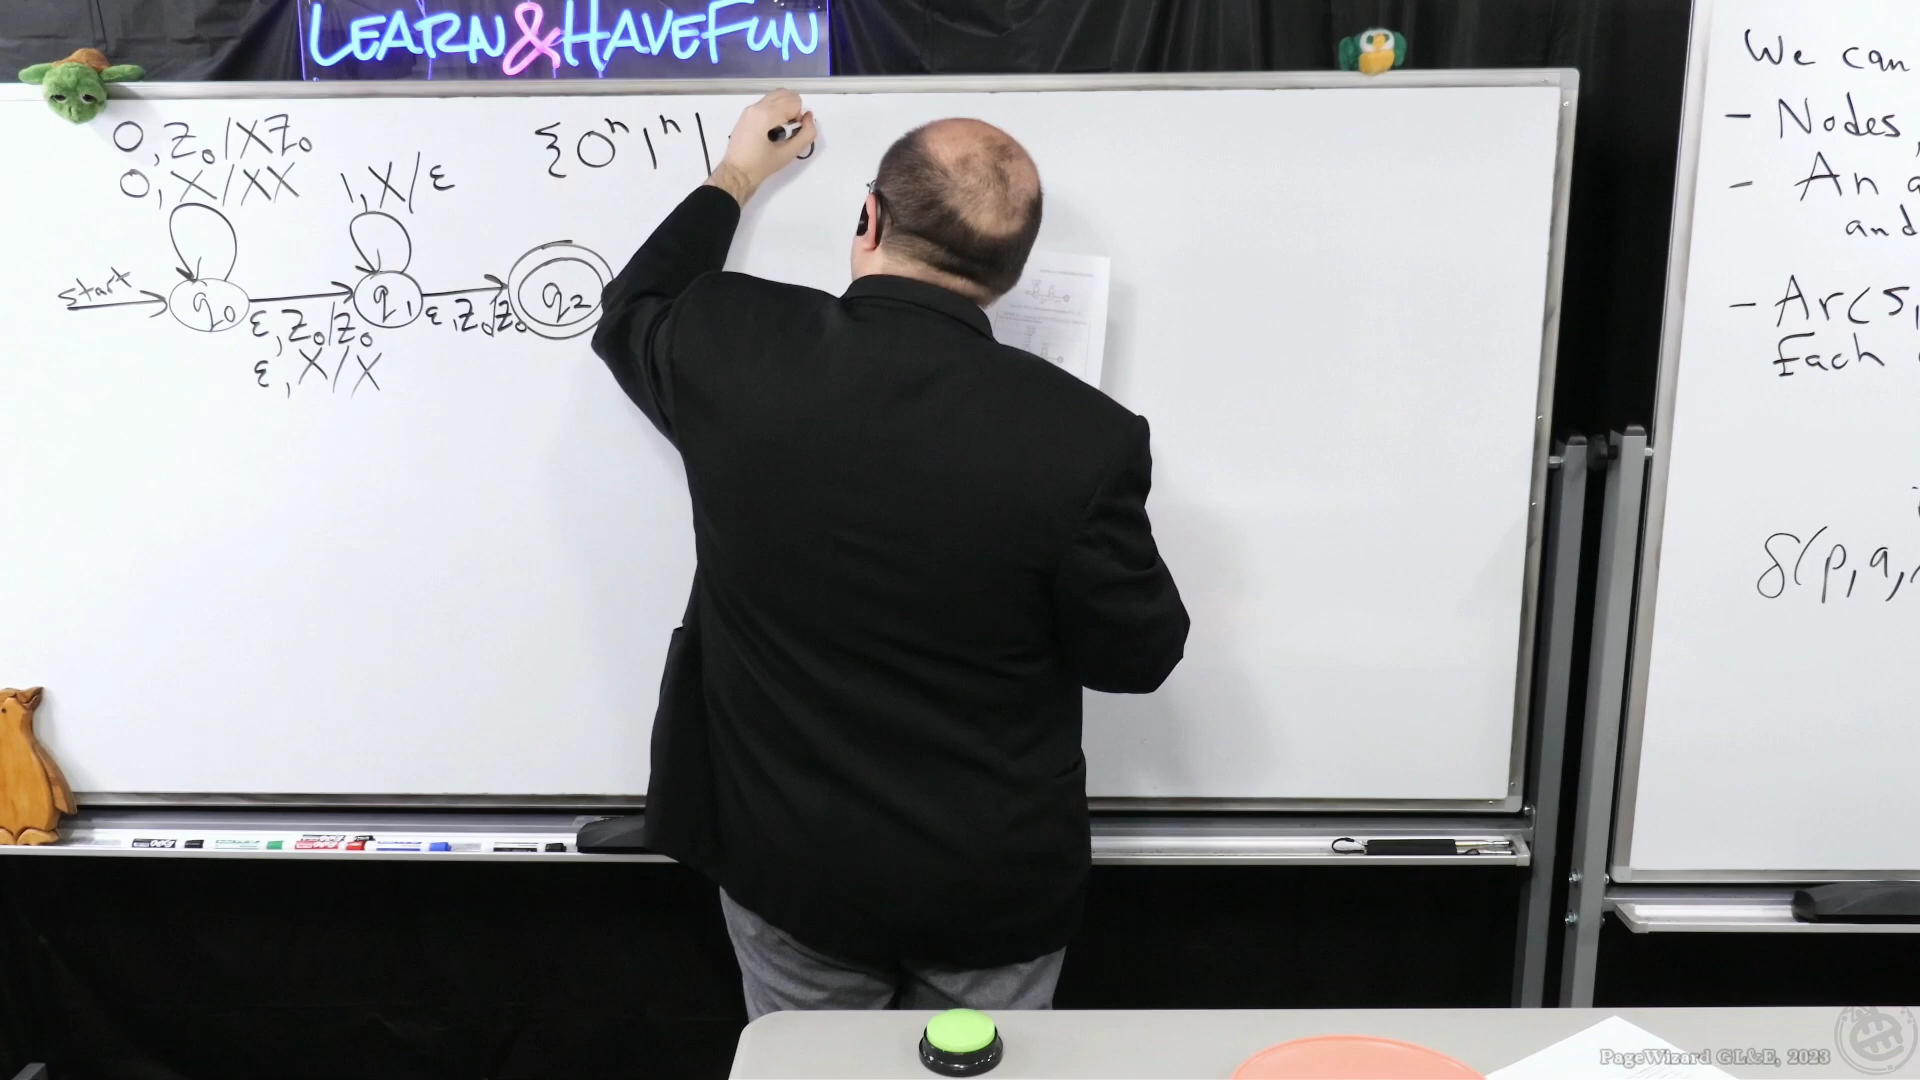 LEARN&HAVEFUN
0, Z₀/XZ₀
0, X/XX
1, X/ε
{0ⁿ1ⁿ|
start
q₀
q₁
q₂
ε, Z₀/Z₀
ε, X/X
ε, Z₀/Z₀
We can
- Nodes,
- An
and
- Arcs,
Each
δ(p, a,
EXPO
PageWizard GL&E, 2023